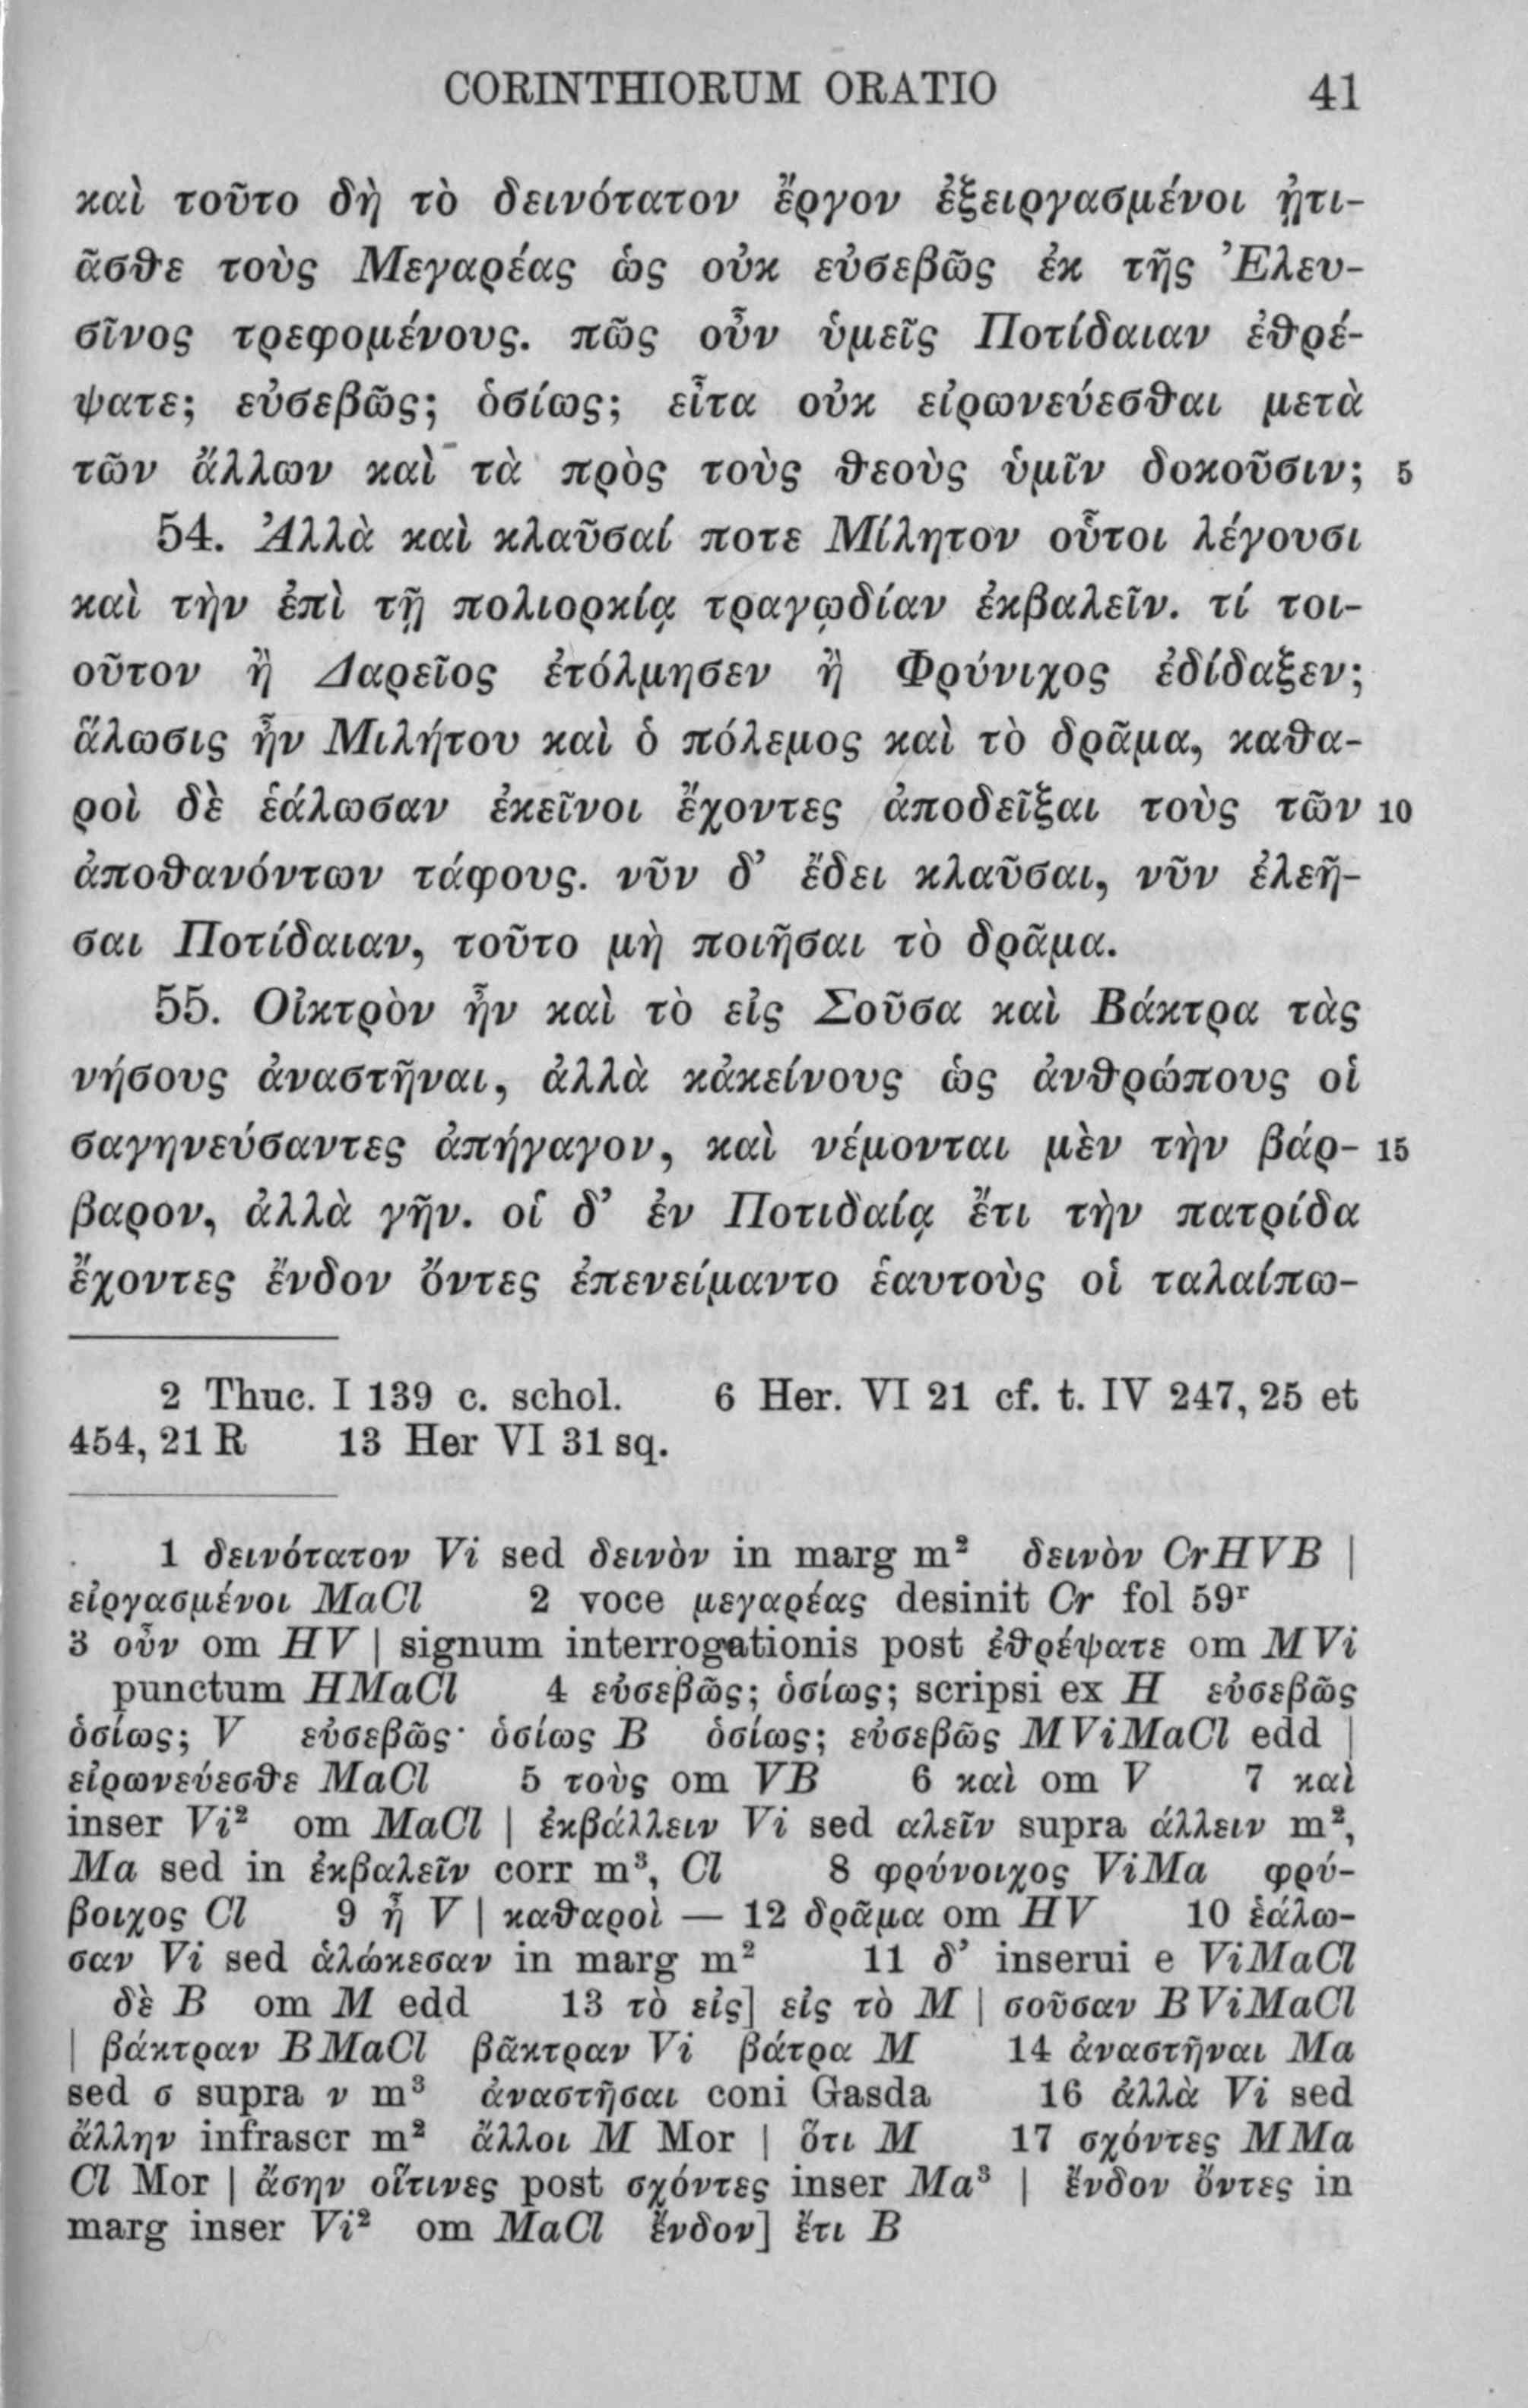 CORINTHIORUM ORATIO 41
καὶ τοῦτο δὴ τὸ δεινότατον ἔργον ἐξειργασμένοι ᾐτι-
ᾶσθε τοὺς Μεγαρέας ὡς οὐκ εὐσεβῶς ἐκ τῆς Ἐλευ-
σῖνος τρεφομένους. πῶς οὖν ὑμεῖς Ποτίδαιαν ἐθρέ-
ψατε; εὐσεβῶς; ὁσίως; εἶτα οὐκ εἰρωνεύεσθαι μετὰ
τῶν ἄλλων καὶ τὰ πρὸς τοὺς θεοὺς ὑμῖν δοκοῦσιν; 5
54. Ἀλλὰ καὶ κλαῦσαί ποτε Μίλητον οὗτοι λέγουσι
καὶ τὴν ἐπὶ τῇ πολιορκίᾳ τραγῳδίαν ἐκβαλεῖν. τί τοι-
οῦτον ἢ Δαρεῖος ἐτόλμησεν ἢ Φρύνιχος ἐδίδαξεν;
ἅλωσις ἦν Μιλήτου καὶ ὁ πόλεμος καὶ τὸ δρᾶμα, καθα-
ροὶ δὲ ἑάλωσαν ἐκεῖνοι ἔχοντες ἀποδεῖξαι τοὺς τῶν 10
ἀποθανόντων τάφους. νῦν δ’ ἔδει κλαῦσαι, νῦν ἐλεῆ-
σαι Ποτίδαιαν, τοῦτο μὴ ποιῆσαι τὸ δρᾶμα.
55. Οἰκτρὸν ἦν καὶ τὸ εἰς Σοῦσα καὶ Βάκτρα τὰς
νήσους ἀναστῆναι, ἀλλὰ κἀκείνους ὡς ἀνθρώπους οἱ
σαγηνεύσαντες ἀπήγαγον, καὶ νέμονται μὲν τὴν βάρ- 15
βαρον, ἀλλὰ γῆν. οἱ δ’ ἐν Ποτιδαίᾳ ἔτι τὴν πατρίδα
ἔχοντες ἔνδον ὄντες ἐπενείμαντο ἑαυτοὺς οἱ ταλαίπω-
2 Thuc. I 139 c. schol. 6 Her. VI 21 cf. t. IV 247, 25 et
454, 21 R 13 Her VI 31 sq.
1 δεινότατον Vi sed δεινὸν in marg m² δεινὸν CrHVB |
εἰργασμένοι MaCl 2 voce μεγαρέας desinit Cr fol 59ʳ
3 οὖν om HV | signum interrogationis post ἐθρέψατε om MVi
punctum HMaCl 4 εὐσεβῶς; ὁσίως; scripsi ex H εὐσεβῶς
ὁσίως; V εὐσεβῶς· ὁσίως B ὁσίως; εὐσεβῶς MViMaCl edd |
εἰρωνεύεσθε MaCl 5 τοὺς om VB 6 καὶ om V 7 καὶ
inser Vi² om MaCl | ἐκβάλλειν Vi sed αλεῖν supra άλλειν m²,
Ma sed in ἐκβαλεῖν corr m³, Cl 8 φρύνοιχος ViMa φρύ-
βοιχος Cl 9 ἦ V | καθαροὶ — 12 δρᾶμα om HV 10 ἑάλω-
σαν Vi sed ἁλώκεσαν in marg m² 11 δ’ inserui e ViMaCl
δὲ B om M edd 13 τὸ εἰς] εἰς τὸ M | σοῦσαν BViMaCl
| βάκτραν BMaCl βᾶκτραν Vi βάτρα M 14 ἀναστῆναι Ma
sed σ supra ν m³ ἀναστῆσαι coni Gasda 16 ἀλλὰ Vi sed
ἄλλην infrascr m² ἄλλοι M Mor | ὅτι M 17 σχόντες MMa
Cl Mor | ἄσην οἵτινες post σχόντες inser Ma³ | ἔνδον ὄντες in
marg inser Vi² om MaCl ἔνδον] ἔτι B